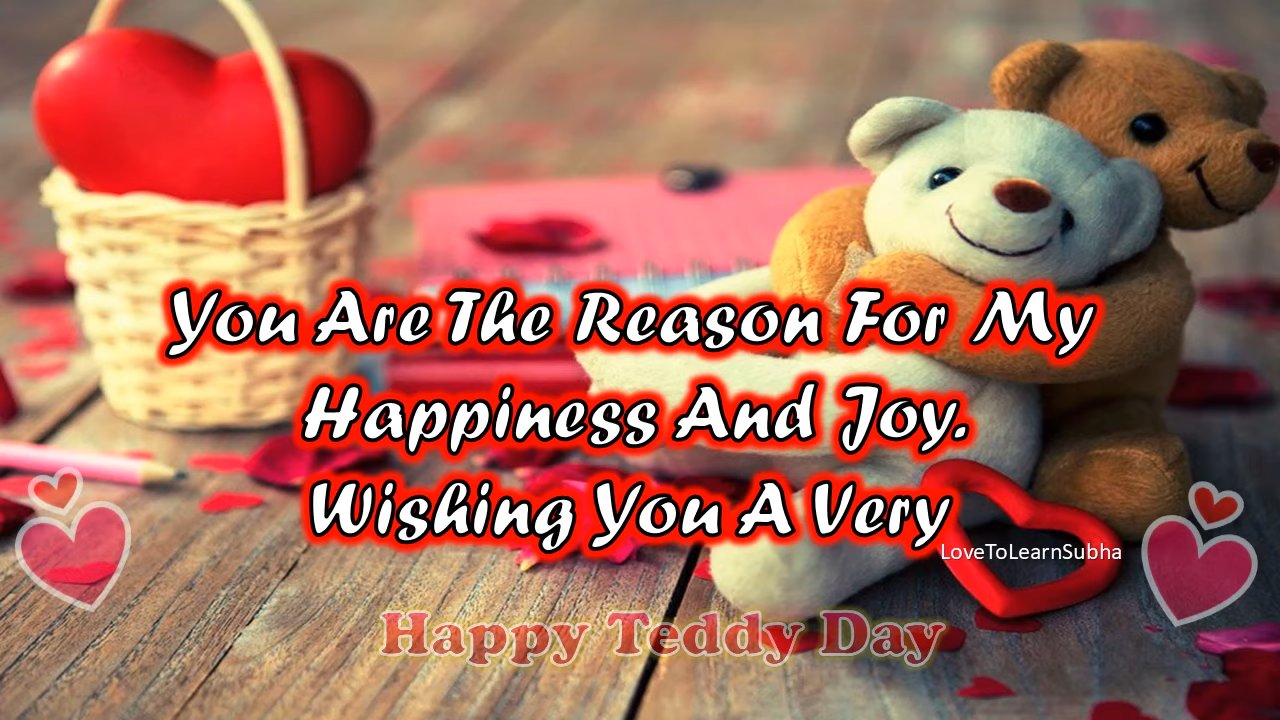 You Are The Reason For My
Happiness And Joy.
Wishing You A Very
LoveToLearnSubha
Happy Teddy Day